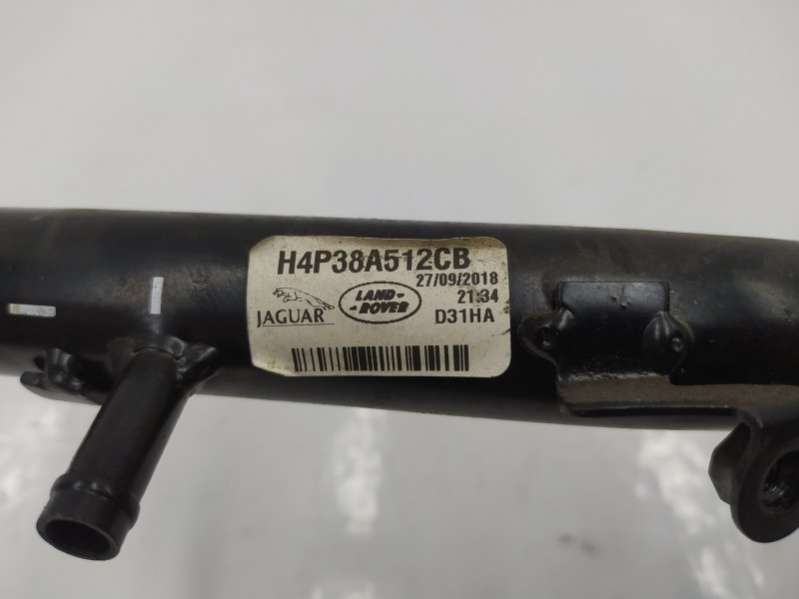 H4P38A512CB
27/09/2018
21:34
JAGUAR
LAND-
-ROVER
D31HA